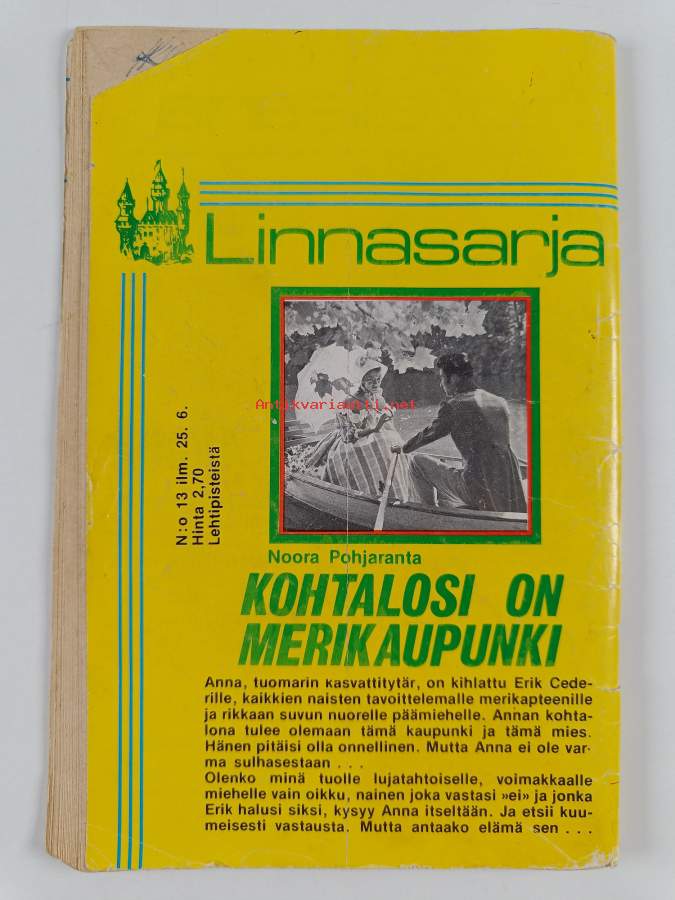 Linnasarja
N:o 13 ilm. 25. 6.
Hinta 2,70
Lehtipisteistä
Antikvariaatti.net
Noora Pohjaranta
KOHTALOSI ON
MERIKAUPUNKI
Anna, tuomarin kasvattitytär, on kihlattu Erik Cede-
rille, kaikkien naisten tavoittelemalle merikapteenille
ja rikkaan suvun nuorelle päämiehelle. Annan kohta-
lona tulee olemaan tämä kaupunki ja tämä mies.
Hänen pitäisi olla onnellinen. Mutta Anna ei ole var-
ma sulhasestaan . . .
Olenko minä tuolle lujatahtoiselle, voimakkaalle
miehelle vain oikku, nainen joka vastasi »ei» ja jonka
Erik halusi siksi, kysyy Anna itseltään. Ja etsii kuu-
meisesti vastausta. Mutta antaako elämä sen . . .